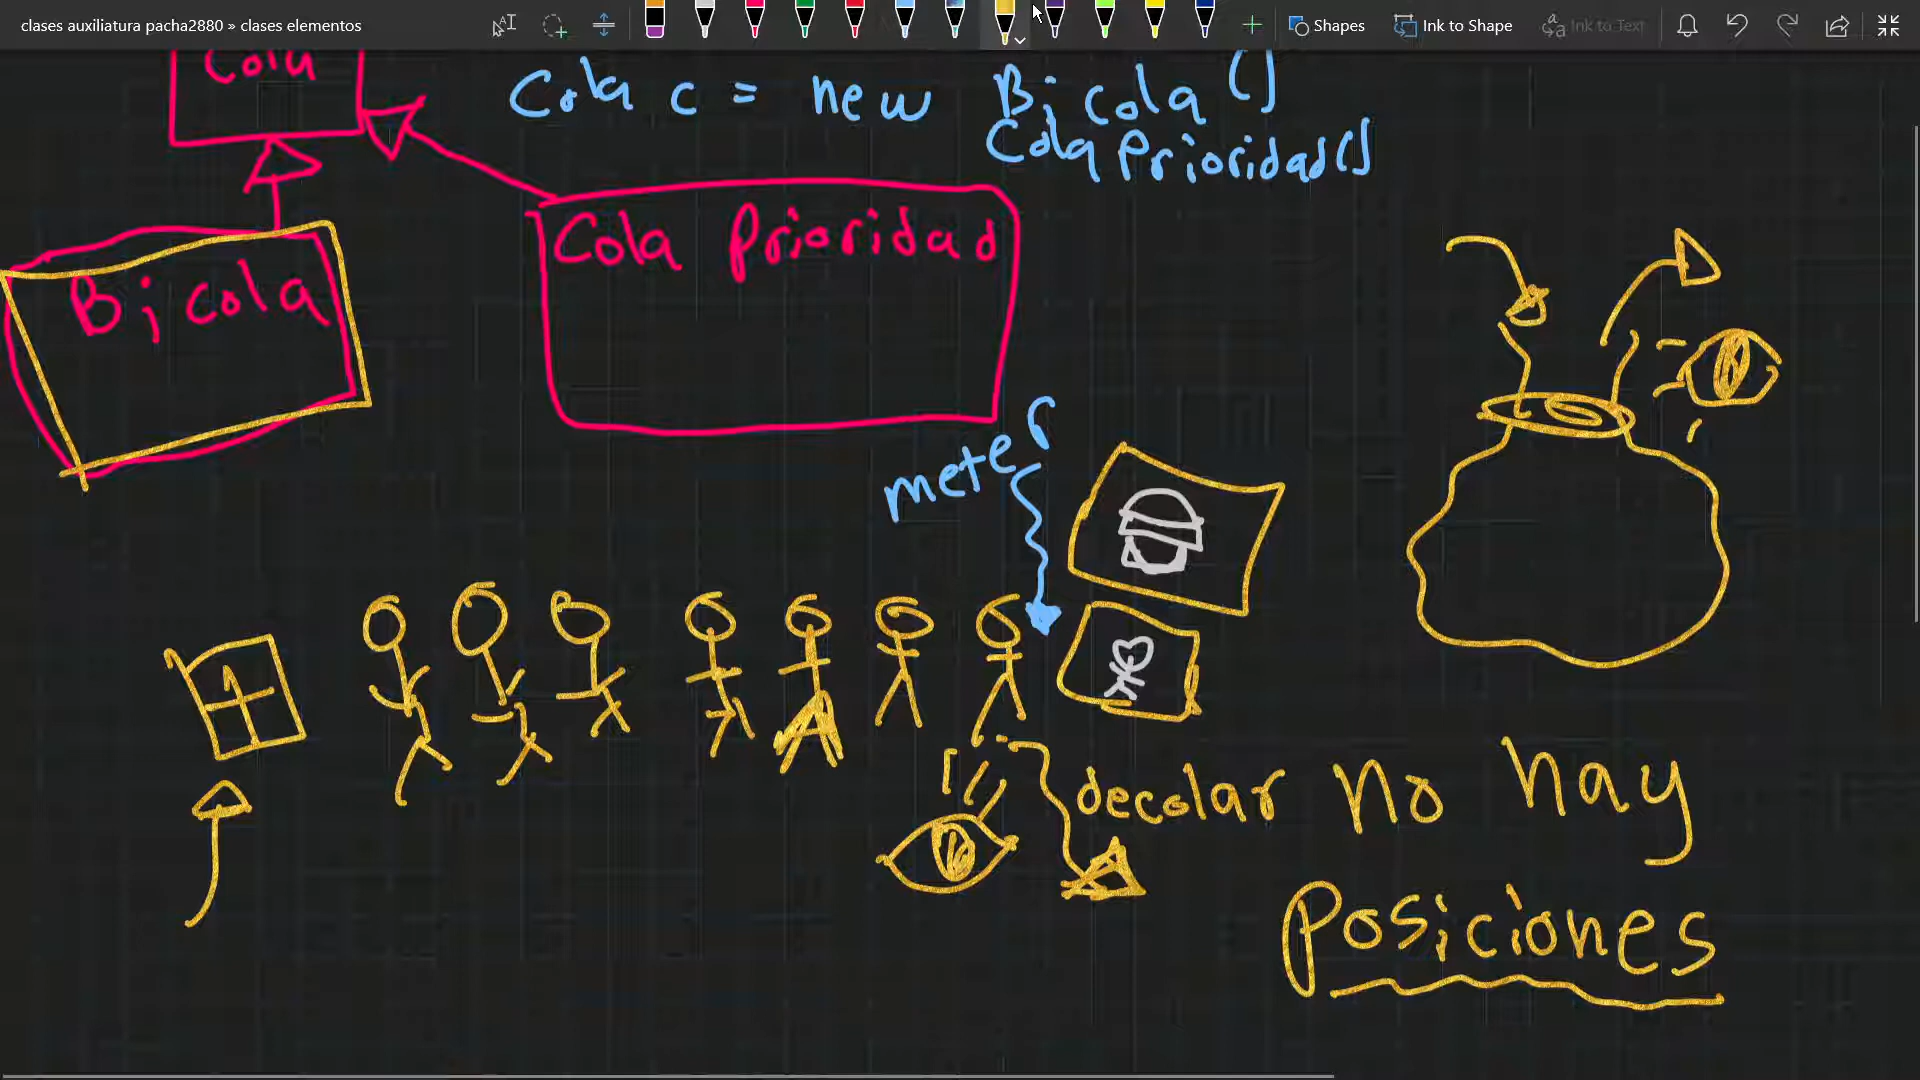 clases auxiliatura pacha2880 » clases elementos
Shapes
Ink to Shape
Ink to Text
Cola
Cola c = new Bicola()
ColaPrioridad()
Cola Prioridad
Bicola
meter
decolar
no hay
Posiciones